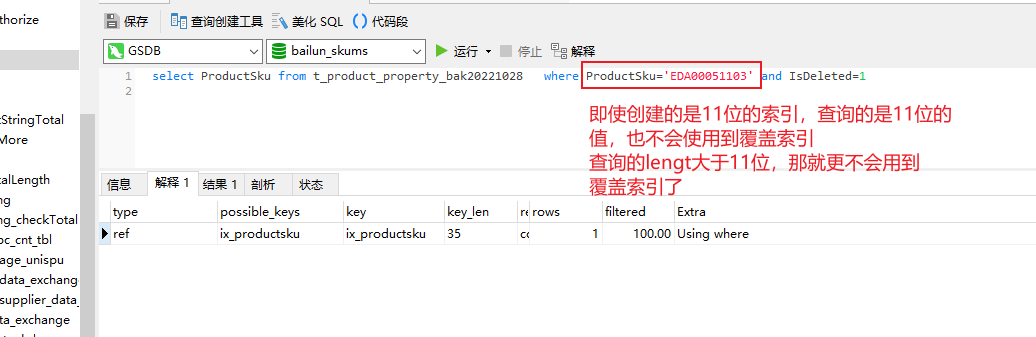 thorize
保存
查询创建工具
美化 SQL
代码段
GSDB
bailun_skums
运行
停止
解释
1 select ProductSku from t_product_property_bak20221028 where ProductSku='EDA00051103' and IsDeleted=1
2
即使创建的是11位的索引，查询的是11位的
值，也不会使用到覆盖索引
查询的lengt大于11位，那就更不会用到
覆盖索引了
tStringTotal
More
talLength
ng
ng_checkTotal
oc_cnt_tbl
age_unispu
data_exchang
supplier_data_
ta_exchange
信息
解释 1
结果 1
剖析
状态
type possible_keys key key_len re rows filtered Extra
ref ix_productsku ix_productsku 35 co 1 100.00 Using where